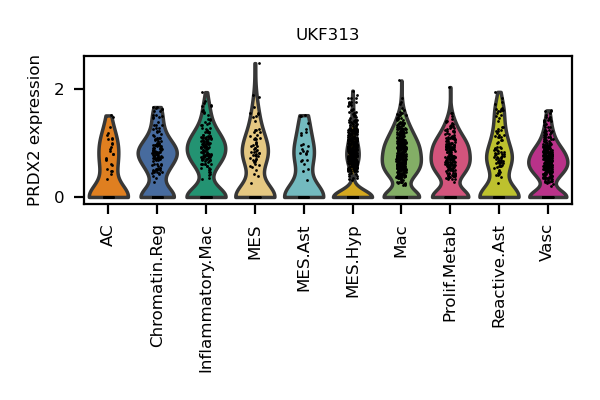 UKF313
PRDX2 expression
2
0
AC
Chromatin.Reg
Inflammatory.Mac
MES
MES.Ast
MES.Hyp
Mac
Prolif.Metab
Reactive.Ast
Vasc